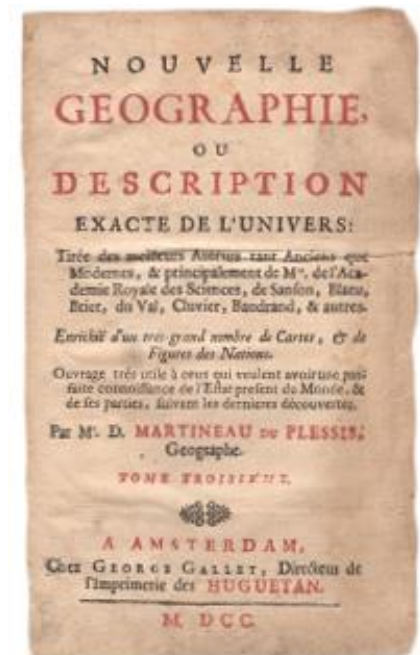 NOUVELLE
GEOGRAPHIE,
OU
DESCRIPTION
EXACTE DE L'UNIVERS:
Tirée des meilleurs Auteurs tant Anciens que
Modernes, & principalement de Mrs. de l'Aca-
demie Royale des Sciences, de Sanson, Blaeu,
Briet, du Val, Cluvier, Baudrand, & autres.
Enrichie d'un tres-grand nombre de Cartes, & de
Figures des Nations.
Ouvrage trés utile à ceux qui veulent avoir une par-
faite connoissance de l'Estat present du Monde, &
de ses parties, suivant les dernieres découvertes.
Par Mr. D. MARTINEAU DU PLESSIS,
Geographe.
TOME TROISIEME.
A AMSTERDAM,
Chez GEORGE GALLET, Directeur de
l'Imprimerie des HUGUETAN.
M. DCC.